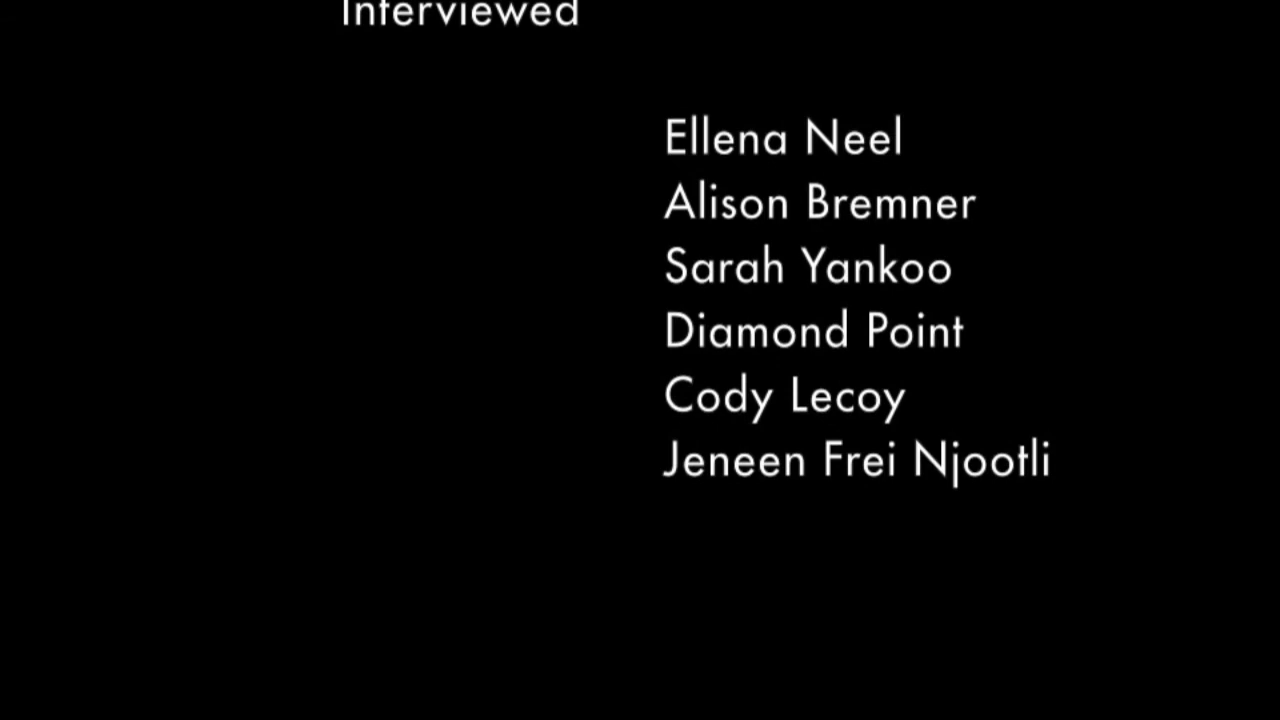 Interviewed
Ellena Neel
Alison Bremner
Sarah Yankoo
Diamond Point
Cody Lecoy
Jeneen Frei Njootli